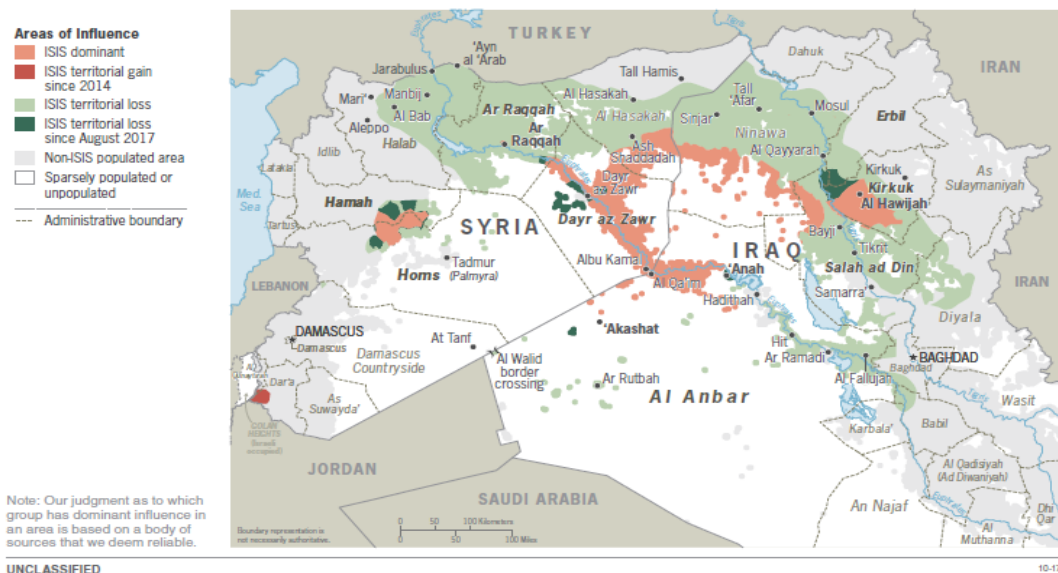 Areas of Influence
ISIS dominant
ISIS territorial gain
since 2014
ISIS territorial loss
ISIS territorial loss
since August 2017
Non-ISIS populated area
Sparsely populated or
unpopulated
Administrative boundary
TURKEY
IRAN
Euphrates
'Ayn
al 'Arab
Jarabulus
Dahuk
Tall Hamis
Manbij
Mari'
Al Bab
Aleppo
Halab
Idlib
Ar Raqqah
Ar
Raqqah
Al Hasakah
Al Hasakah
Tall
'Afar
Sinjar
Mosul
Ninawa
Erbil
Al Qayyarah
Ash
Shaddadah
Kirkuk
Kirkuk
As
Sulaymaniyah
Latakia
Med.
Sea
Hamah
Tartus
Euphrates
Dayr
az Zawr
Dayr az Zawr
Al Hawijah
SYRIA
IRAQ
Bayji
Tikrit
Homs
Tadmur
(Palmyra)
Albu Kamal
Al Qa'im
'Anah
Salah ad Din
Hadithah
Samarra'
IRAN
LEBANON
Diyala
DAMASCUS
Damascus
Damascus
Countryside
At Tanf
'Akashat
Euphrates
Hit
Al Walid
border
crossing
Ar Ramadi
BAGHDAD
Baghdad
Ar Rutbah
Al Fallujah
Dar'a
As
Suwayda'
Al Anbar
Tigris
Wasit
GOLAN
HEIGHTS
(Israeli
occupied)
Karbala'
Babil
JORDAN
Al Qadisiyah
(Ad Diwaniyah)
SAUDI ARABIA
An Najaf
Euphrates
Dhi
Qar
Al
Muthanna
Note: Our judgment as to which
group has dominant influence in
an area is based on a body of
sources that we deem reliable.
Boundary representation is
not necessarily authoritative.
0 50 100 Kilometers
0 50 100 Miles
UNCLASSIFIED